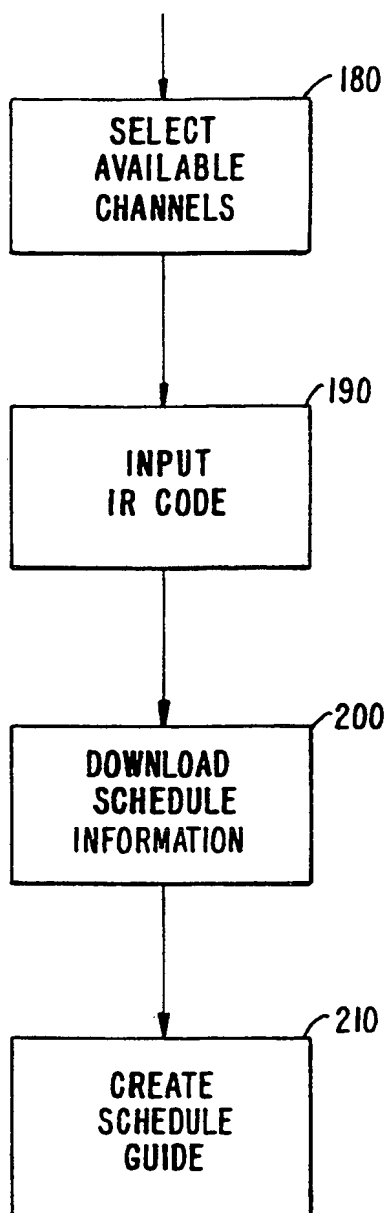 180
SELECT
AVAILABLE
CHANNELS
190
INPUT
IR CODE
200
DOWNLOAD
SCHEDULE
INFORMATION
210
CREATE
SCHEDULE
GUIDE